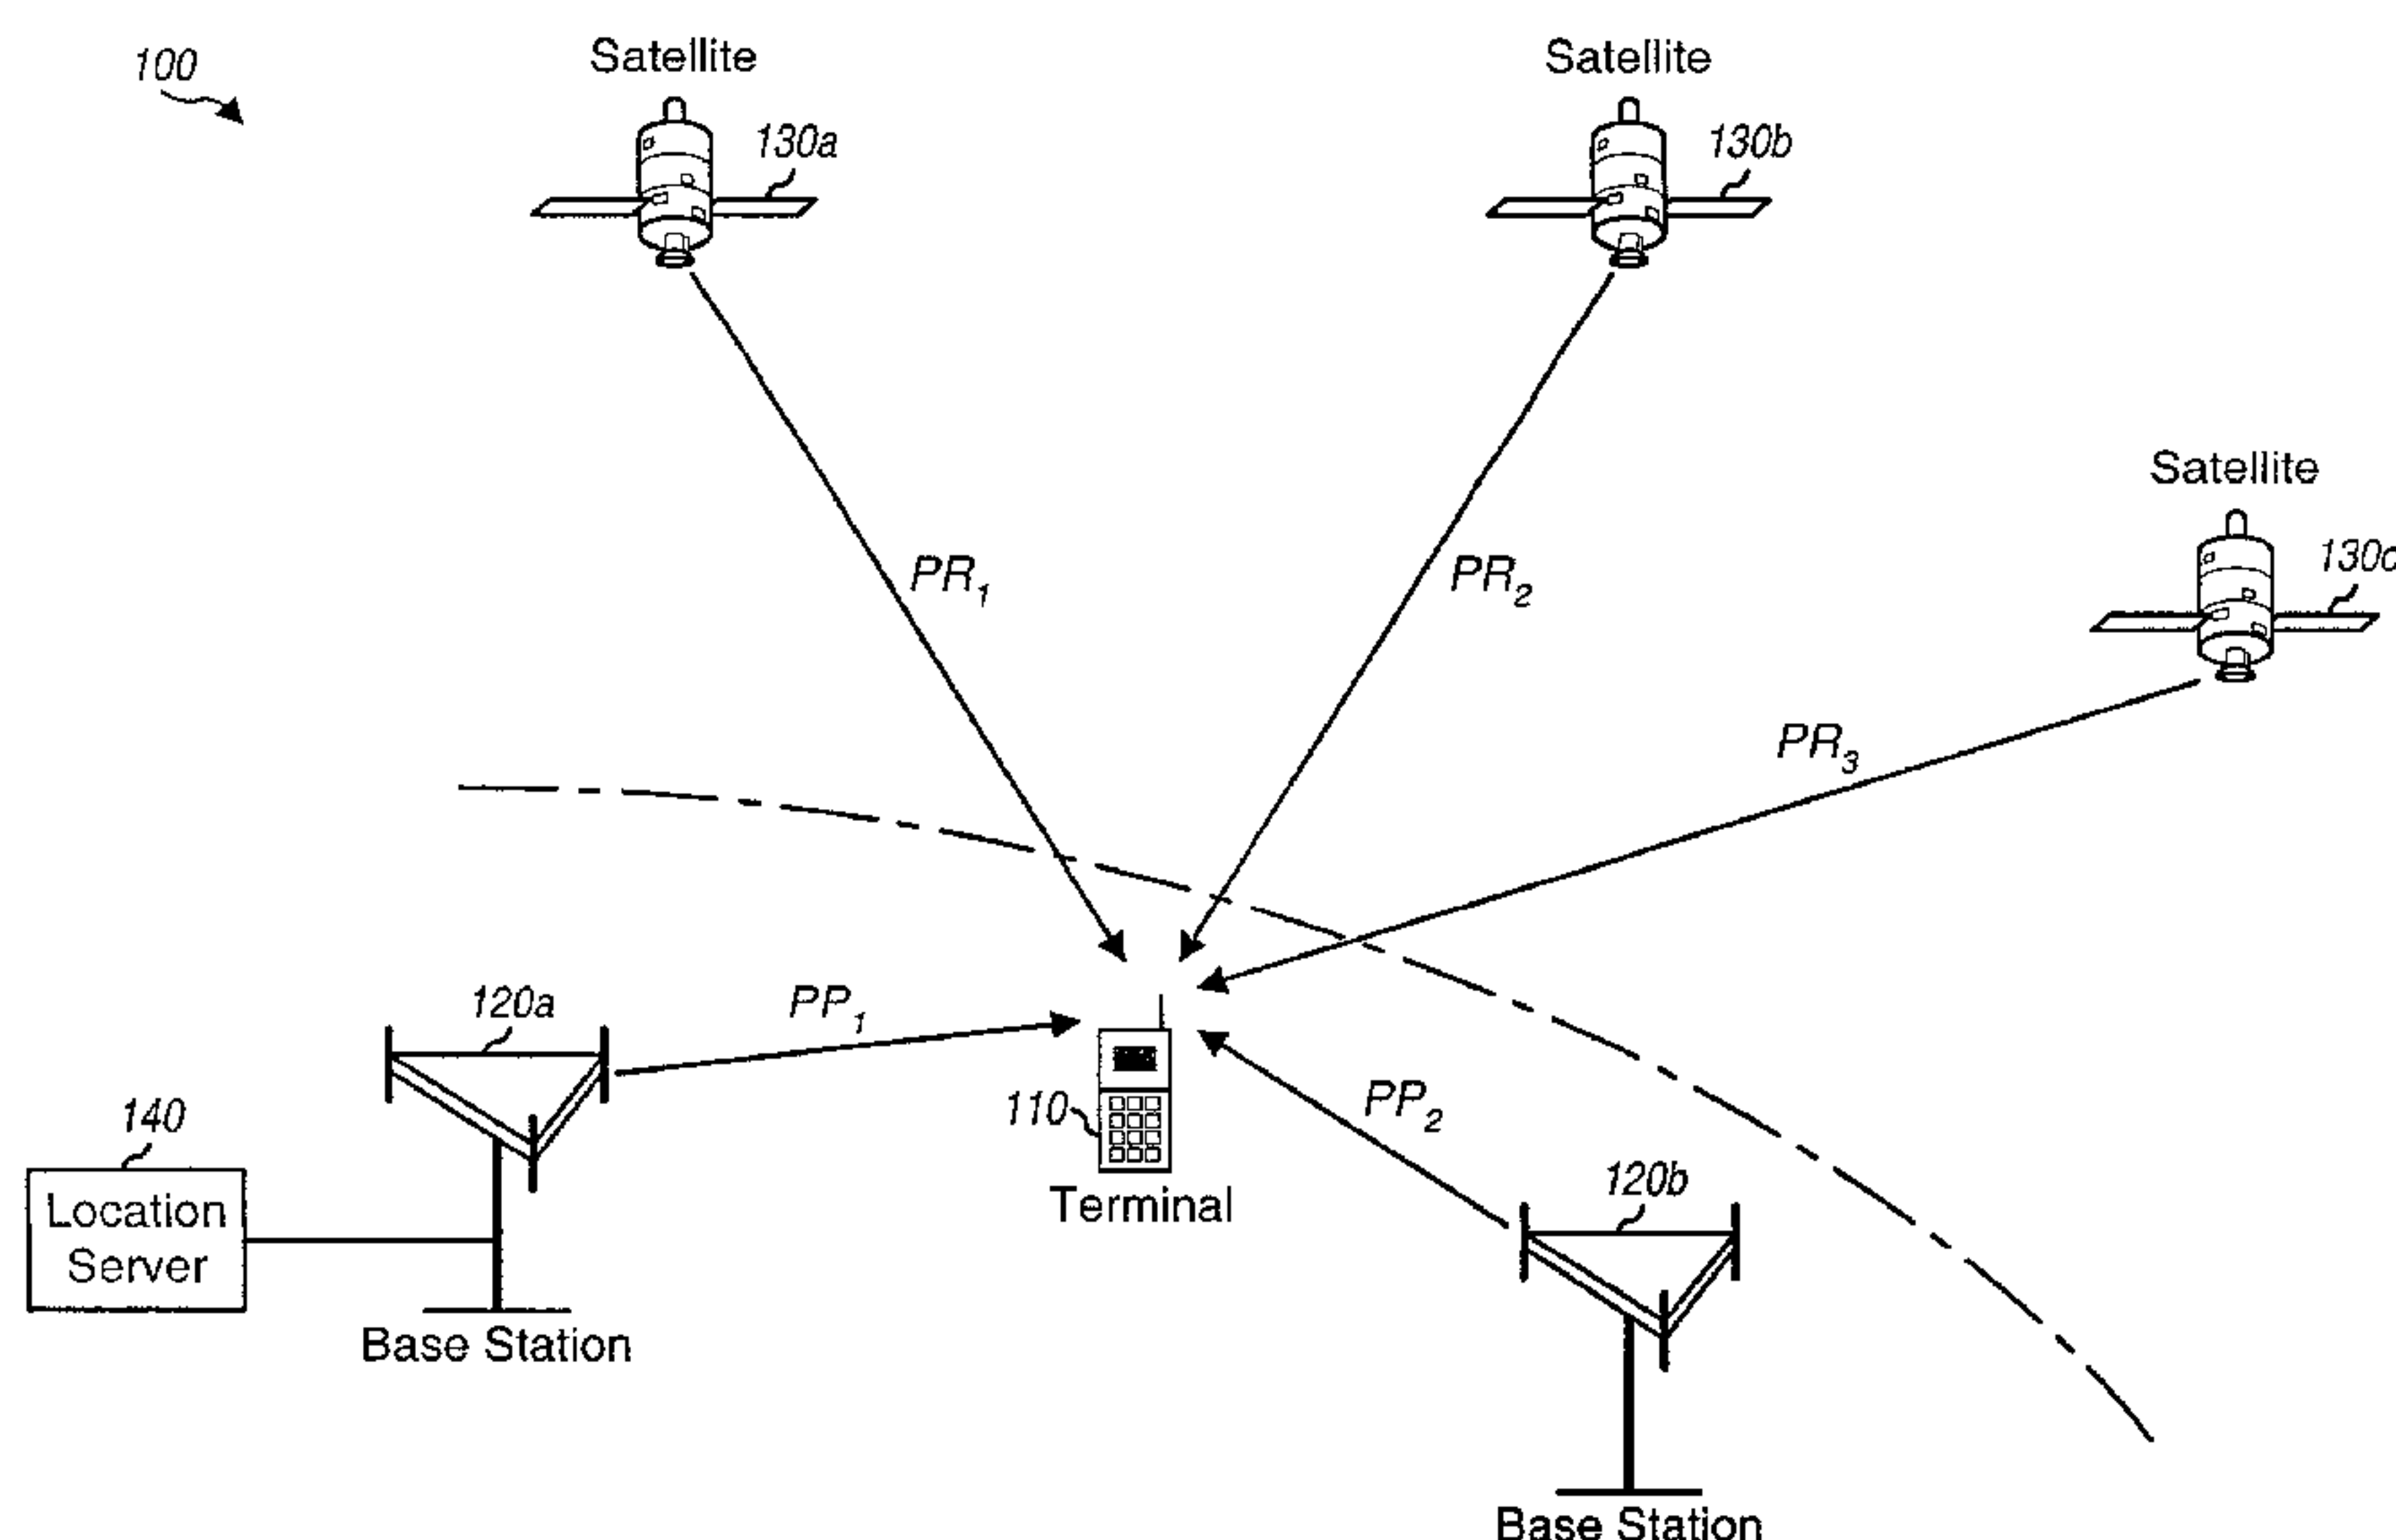 100
Satellite
130a
Satellite
130b
Satellite
130c
PR1
PR2
PR3
120a
PP1
140
Location
Server
110
PP2
Terminal
120b
Base Station
Base Station